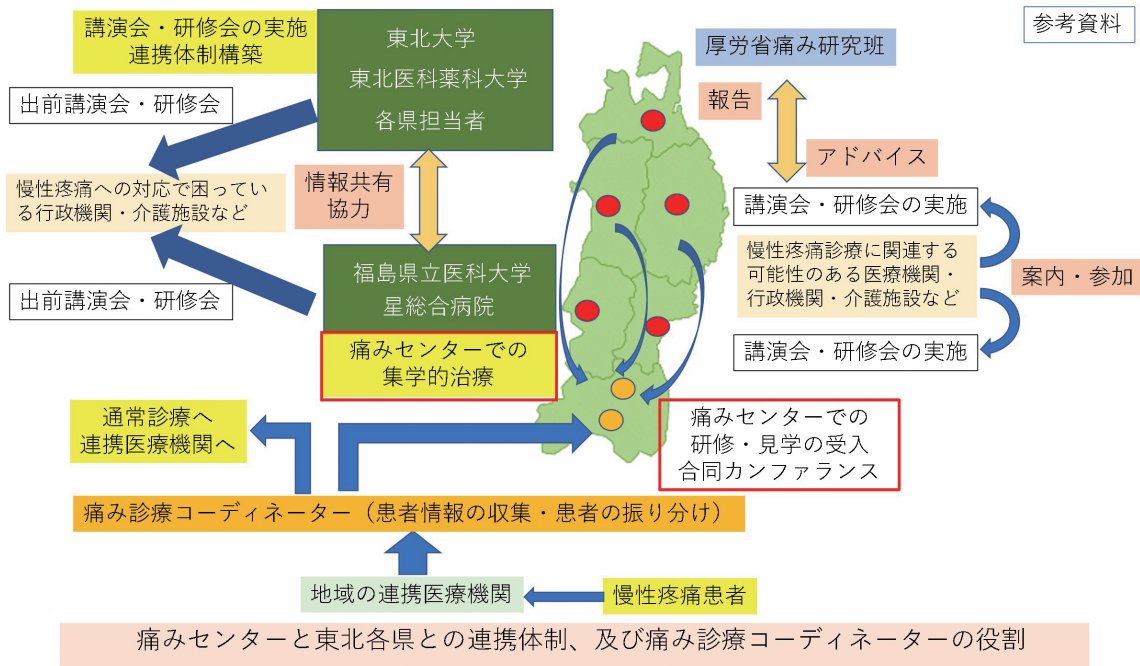 参考資料
講演会・研修会の実施
連携体制構築
東北大学
東北医科薬科大学
各県担当者
厚労省痛み研究班
出前講演会・研修会
報告
アドバイス
情報共有
協力
慢性疼痛への対応で困ってい
る行政機関・介護施設など
講演会・研修会の実施
慢性疼痛診療に関連する
可能性のある医療機関・
行政機関・介護施設など
案内・参加
出前講演会・研修会
福島県立医科大学
星総合病院
講演会・研修会の実施
痛みセンターでの
集学的治療
通常診療へ
連携医療機関へ
痛みセンターでの
研修・見学の受入
合同カンファランス
痛み診療コーディネーター（患者情報の収集・患者の振り分け）
地域の連携医療機関
慢性疼痛患者
痛みセンターと東北各県との連携体制、及び痛み診療コーディネーターの役割